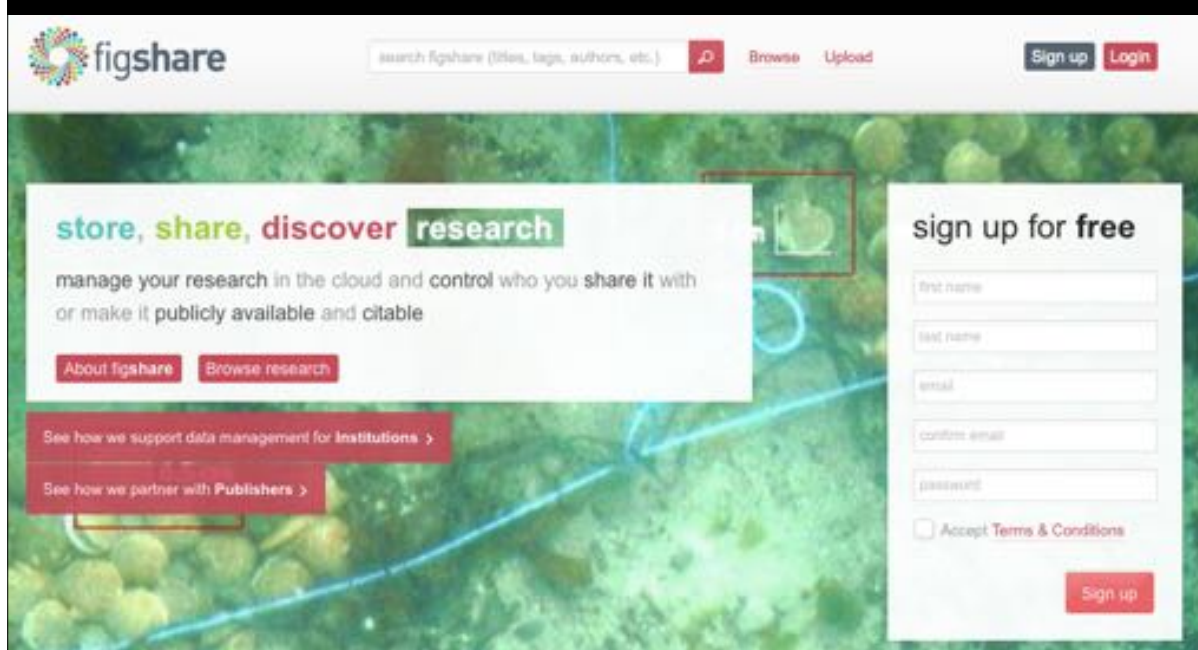 figshare
search figshare (titles, tags, authors, etc.)
Browse
Upload
Sign up
Login
store, share, discover research
manage your research in the cloud and control who you share it with
or make it publicly available and citable
About figshare
Browse research
See how we support data management for Institutions >
See how we partner with Publishers >
sign up for free
first name
last name
email
confirm email
Accept Terms & Conditions
Sign up